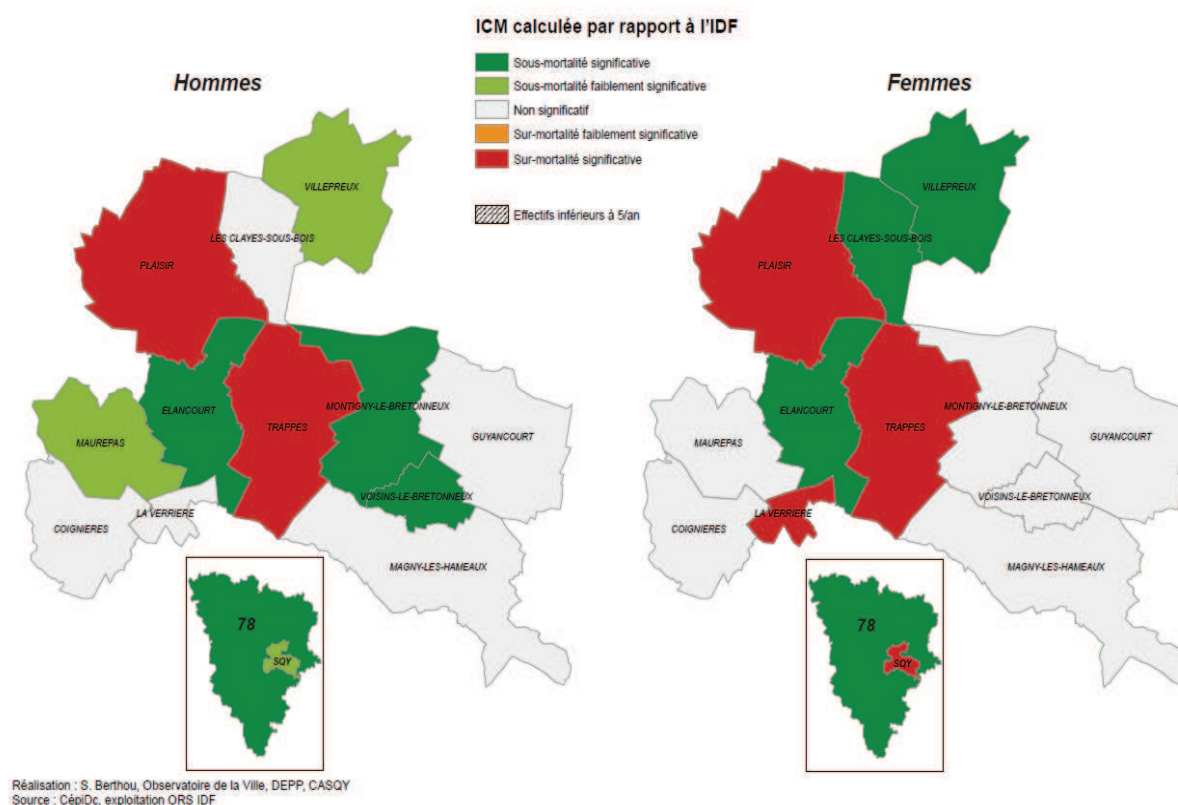 ICM calculée par rapport à l'IDF
Sous-mortalité significative
Sous-mortalité faiblement significative
Non significatif
Sur-mortalité faiblement significative
Sur-mortalité significative
Effectifs inférieurs à 5/an
Hommes
VILLEPREUX
LES CLAYES-SOUS-BOIS
PLAISIR
ELANCOURT
MONTIGNY-LE-BRETONNEUX
TRAPPES
GUYANCOURT
MAUREPAS
VOISINS-LE-BRETONNEUX
LA VERRIERE
COIGNIERES
MAGNY-LES-HAMEAUX
78
SQY
Femmes
VILLEPREUX
LES CLAYES-SOUS-BOIS
PLAISIR
ELANCOURT
MONTIGNY-LE-BRETONNEUX
TRAPPES
GUYANCOURT
MAUREPAS
VOISINS-LE-BRETONNEUX
LA VERRIERE
COIGNIERES
MAGNY-LES-HAMEAUX
78
SQY
Réalisation : S. Berthou, Observatoire de la Ville, DEPP, CASQY
Source : CépiDc, exploitation ORS IDF